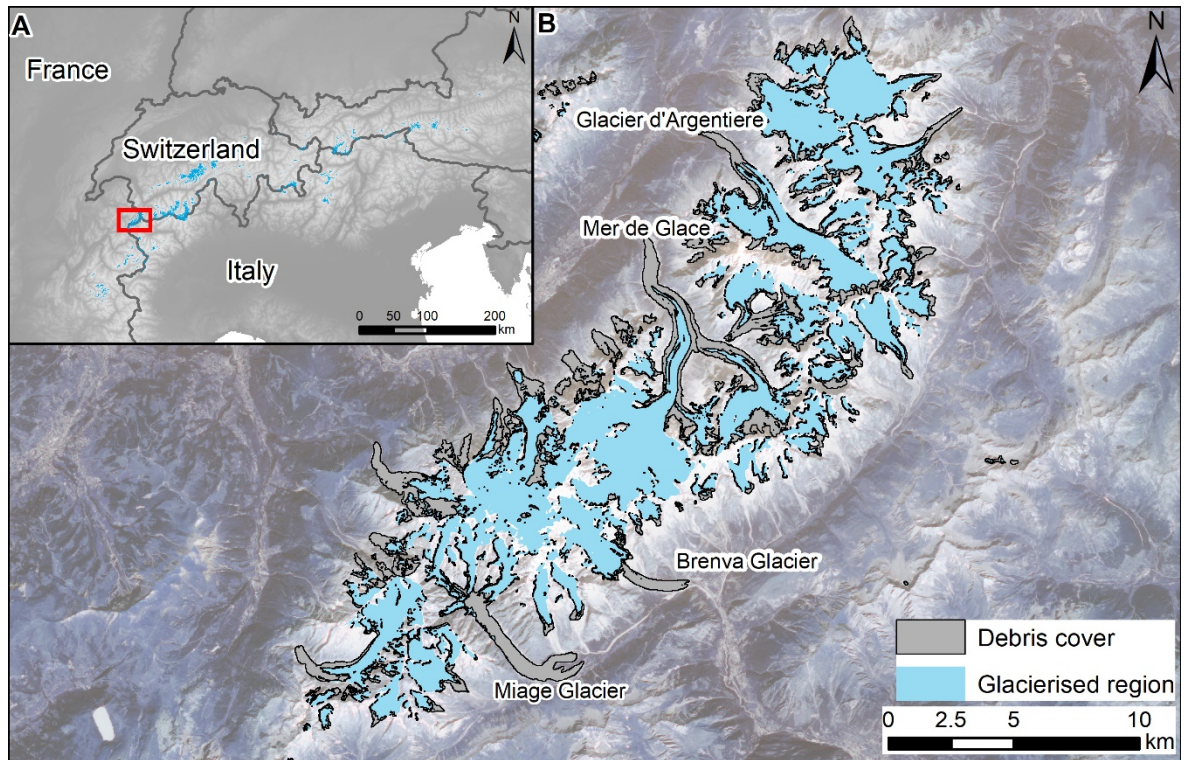 A
N
France
Switzerland
Italy
0 50 100 200
km
B
N
Glacier d'Argentiere
Mer de Glace
Brenva Glacier
Miage Glacier
Debris cover
Glacierised region
0 2.5 5 10
km